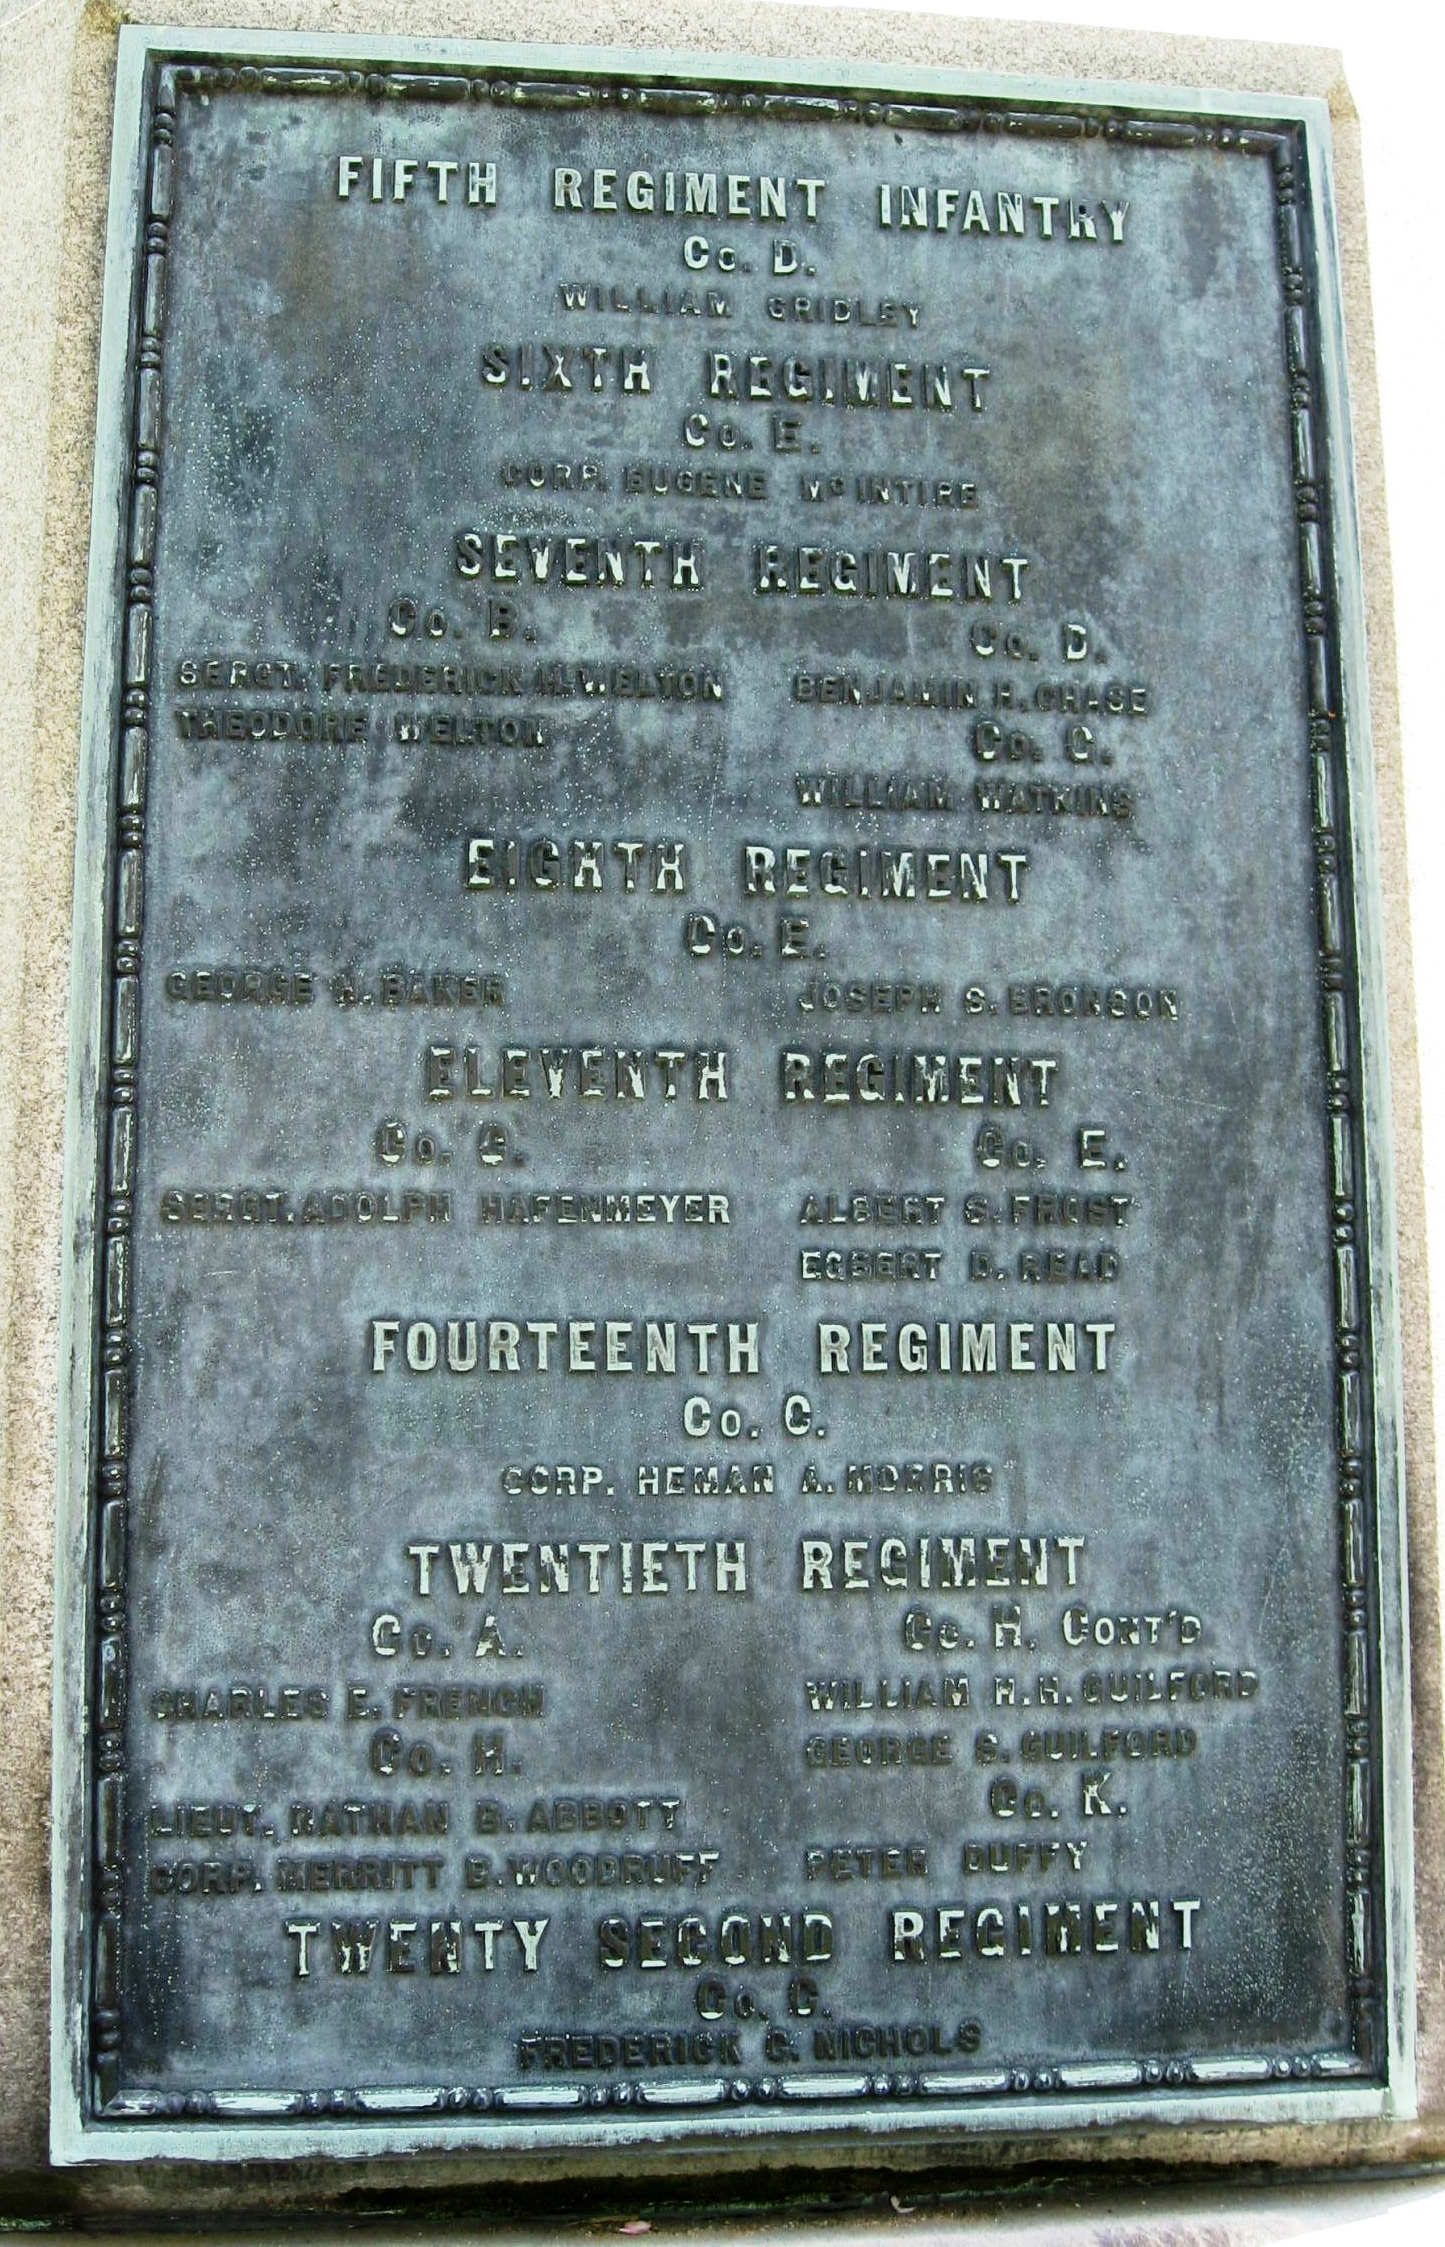 FIFTH REGIMENT INFANTRY
Co. D.
WILLIAM GRIDLEY
SIXTH REGIMENT
Co. E.
CORP. EUGENE McINTIRE
SEVENTH REGIMENT
Co. B.
SERGT. FREDERICK M. WELTON
THEODORE WELTON
Co. D.
BENJAMIN H. CHASE
Co. G.
WILLIAM WATKINS
EIGHTH REGIMENT
Co. E.
GEORGE H. BAKER
JOSEPH S. BRONSON
ELEVENTH REGIMENT
Co. C.
SERGT. ADOLPH HAFENMEYER
Co. E.
ALBERT S. FROST
EGBERT D. READ
FOURTEENTH REGIMENT
Co. C.
CORP. HEMAN A. MORRIS
TWENTIETH REGIMENT
Co. A.
CHARLES E. FRENCH
Co. H.
LIEUT. NATHAN B. ABBOTT
CORP. MERRITT B. WOODRUFF
Co. H. CONT'D
WILLIAM H. H. GUILFORD
GEORGE S. GUILFORD
Co. K.
PETER DUFFY
TWENTY SECOND REGIMENT
Co. C.
FREDERICK C. NICHOLS